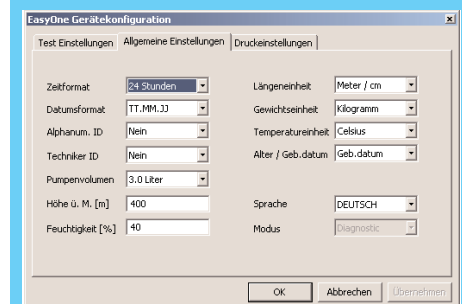 EasyOne Gerätekonfiguration
Test Einstellungen Allgemeine Einstellungen Druckeinstellungen
Zeitformat 24 Stunden Längeneinheit Meter / cm
Datumsformat TT.MM.JJ Gewichtseinheit Kilogramm
Alphanum. ID Nein Temperatureinheit Celsius
Techniker ID Nein Alter / Geb.datum Geb.datum
Pumpenvolumen 3.0 Liter
Höhe ü. M. [m] 400 Sprache DEUTSCH
Feuchtigkeit [%] 40 Modus Diagnostic
OK Abbrechen Übernehmen